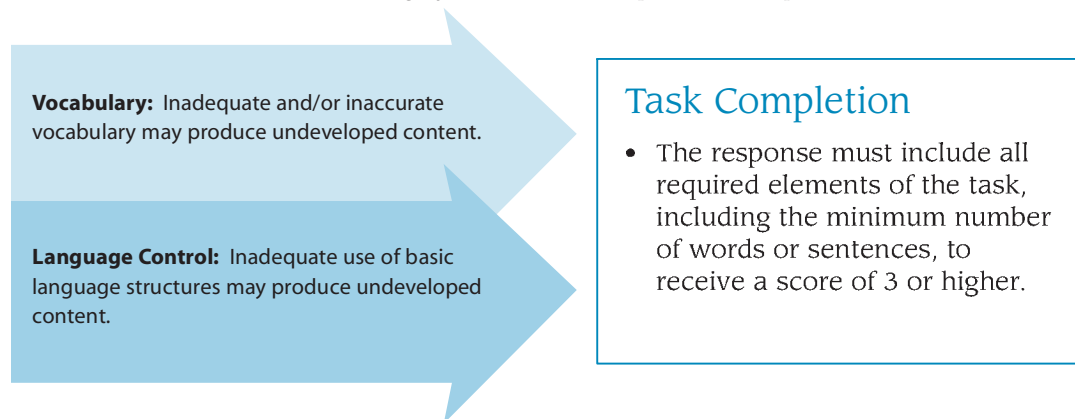 Vocabulary: Inadequate and/or inaccurate
vocabulary may produce undeveloped content.
Language Control: Inadequate use of basic
language structures may produce undeveloped
content.
Task Completion
• The response must include all
required elements of the task,
including the minimum number
of words or sentences, to
receive a score of 3 or higher.